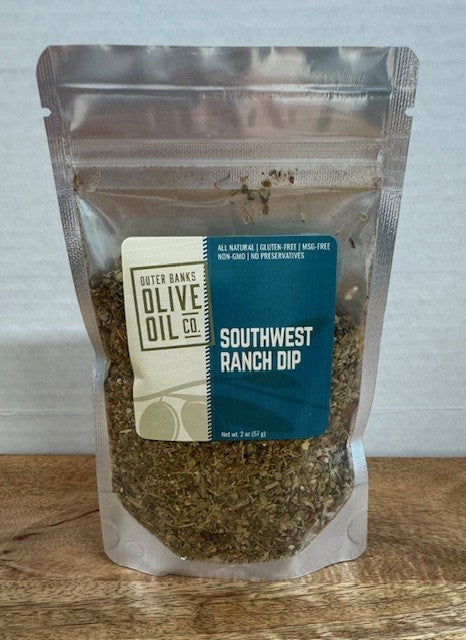 OUTER BANKS
OLIVE
OIL CO.
ALL NATURAL | GLUTEN-FREE | MSG-FREE
NON-GMO | NO PRESERVATIVES
SOUTHWEST
RANCH DIP
Net wt. 2 oz (57 g)